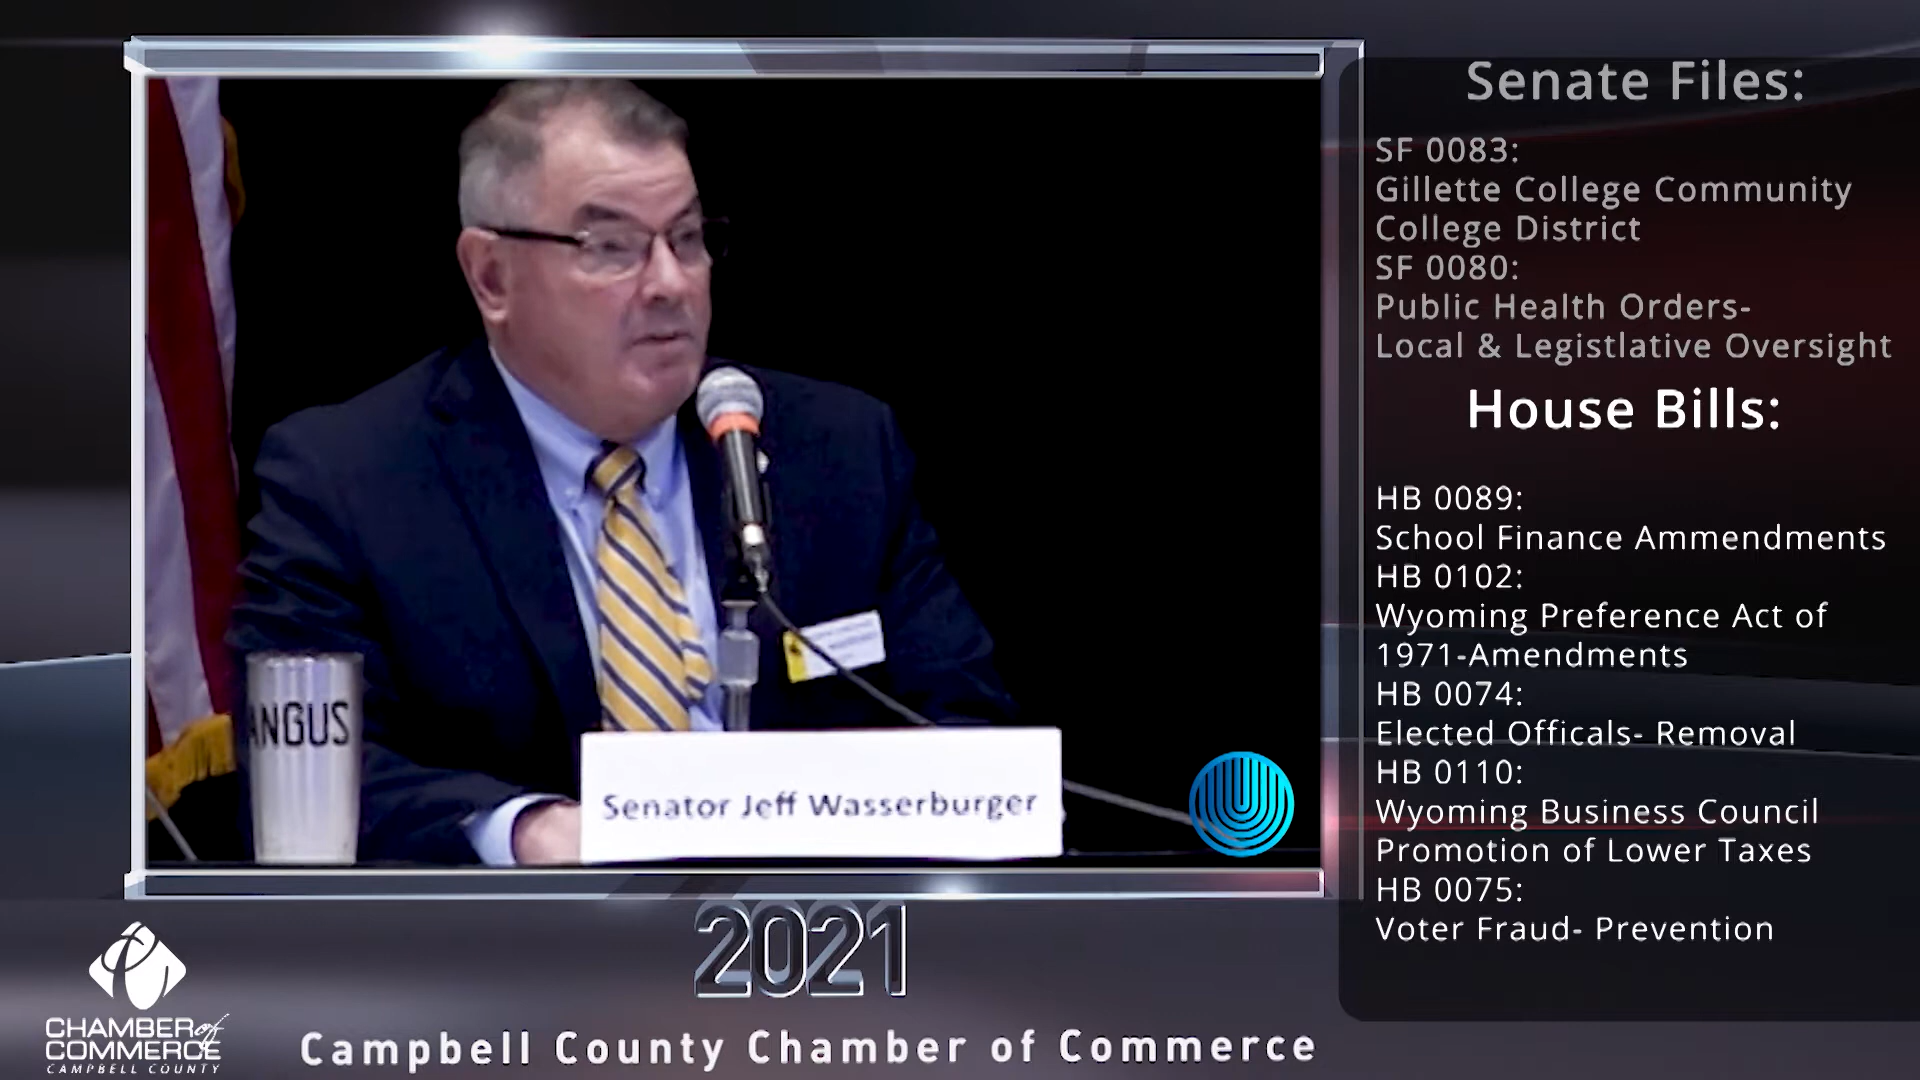 Senate Files:
SF 0083:
Gillette College Community
College District
SF 0080:
Public Health Orders-
Local & Legistlative Oversight
House Bills:
HB 0089:
School Finance Ammendments
HB 0102:
Wyoming Preference Act of
1971-Amendments
HB 0074:
Elected Officals- Removal
HB 0110:
Wyoming Business Council
Promotion of Lower Taxes
HB 0075:
Voter Fraud- Prevention
ANGUS
Senator Jeff Wasserburger
2021
Campbell County Chamber of Commerce
CHAMBER of
COMMERCE
CAMPBELL COUNTY